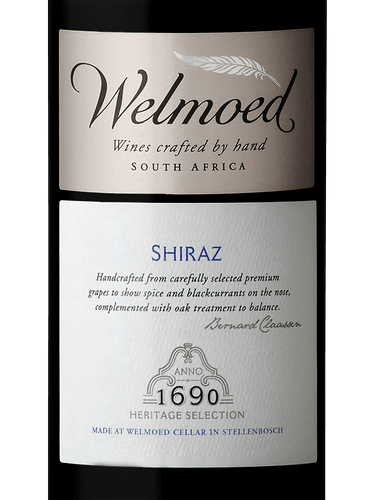 Welmoed
Wines crafted by hand
SOUTH AFRICA
SHIRAZ
Handcrafted from carefully selected premium
grapes to show spice and blackcurrants on the nose,
complemented with oak treatment to balance.
Bernard Claassen
ANNO
1690
HERITAGE SELECTION
MADE AT WELMOED CELLAR IN STELLENBOSCH